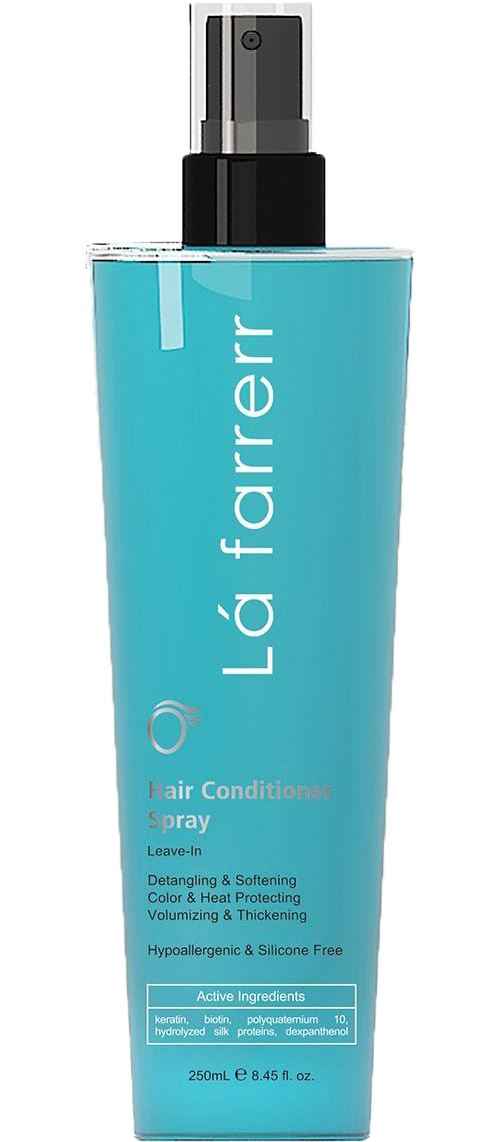 Lá farrerr
Hair Conditioner
Spray
Leave-In
Detangling & Softening
Color & Heat Protecting
Volumizing & Thickening
Hypoallergenic & Silicone Free
Active Ingredients
keratin, biotin, polyquaternium 10,
hydrolyzed silk proteins, dexpanthenol
250mL ℮ 8.45 fl. oz.